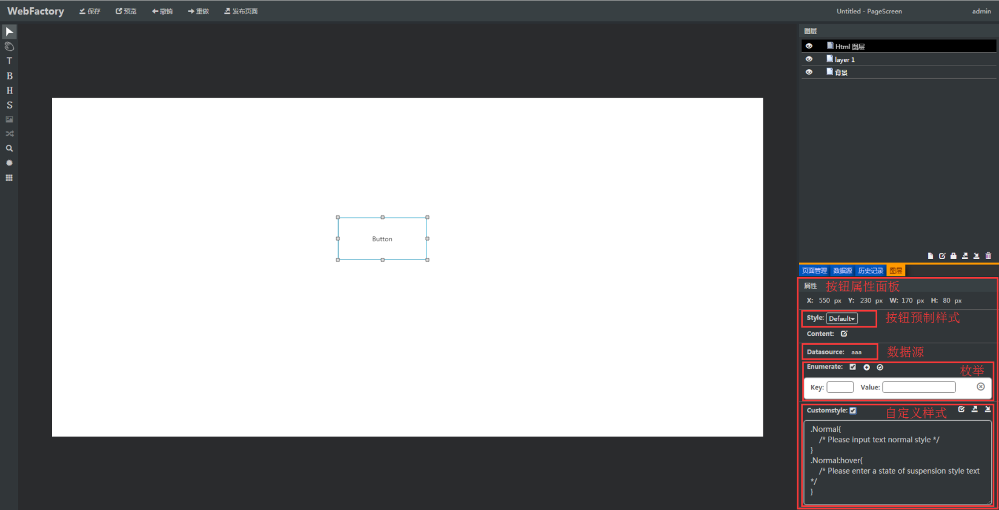 WebFactory 保存 预览 撤销 重做 发布页面 Untitled - PageScreen admin
图层
T
B
H
S
Html 图层
layer 1
背景
Button
页面管理 数据源 历史记录 图层
属性 按钮属性面板
X: 550 px Y: 230 px W: 170 px H: 80 px
Style: Default 按钮预制样式
Content:
Datasource: aaa 数据源
Enumerate: 枚举
Key: Value:
Customstyle: 自定义样式
.Normal{
/* Please input text normal style */
}
.Normal:hover{
/* Please enter a state of suspension style text
*/
}